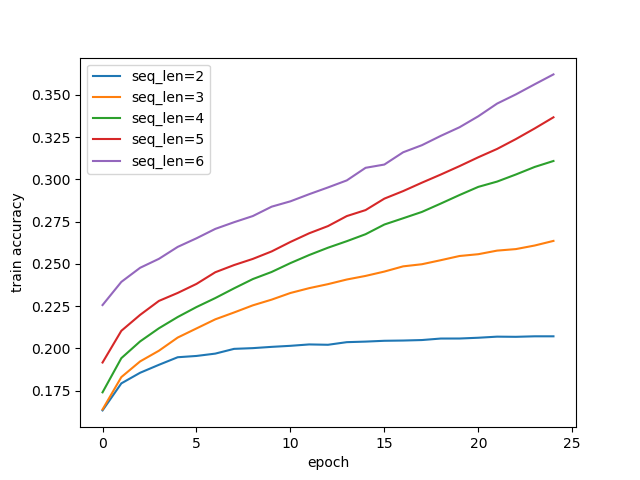 seq_len=2
seq_len=3
seq_len=4
seq_len=5
seq_len=6
0.350
0.325
0.300
0.275
0.250
0.225
0.200
0.175
train accuracy
0 5 10 15 20 25
epoch